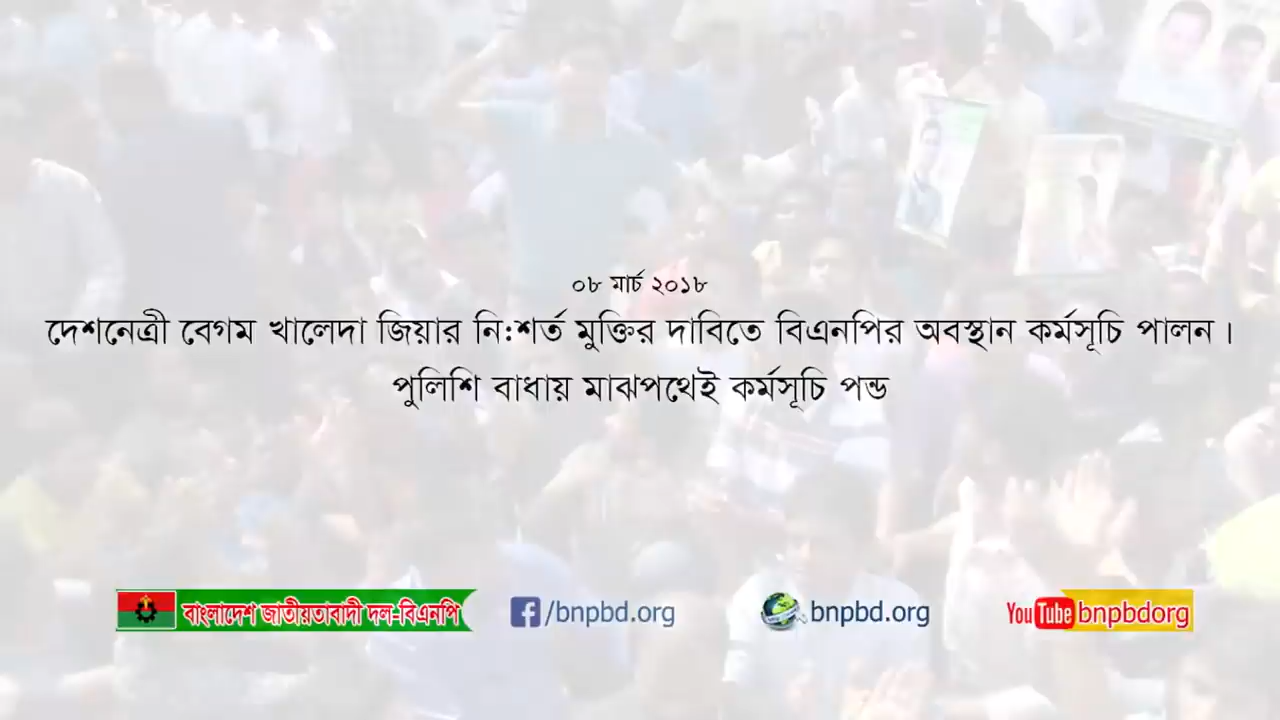 ০৮ মার্চ ২০১৮
দেশনেত্রী বেগম খালেদা জিয়ার নি:শর্ত মুক্তির দাবিতে বিএনপির অবস্থান কর্মসূচি পালন।
পুলিশি বাধায় মাঝপথেই কর্মসূচি পন্ড
বাংলাদেশ জাতীয়তাবাদী দল-বিএনপি
/bnpbd.org
bnpbd.org
YouTube bnpbdorg